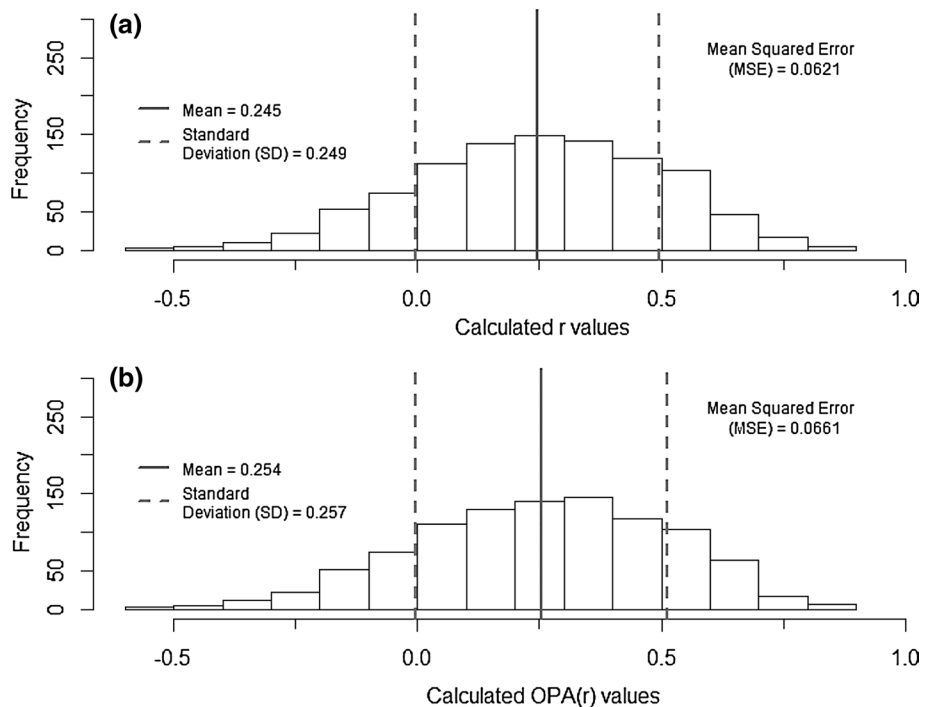 (a)
Mean Squared Error
(MSE) = 0.0621
Mean = 0.245
Standard
Deviation (SD) = 0.249
Frequency
250
150
50
0
-0.5
0.0
0.5
1.0
Calculated r values
(b)
Mean Squared Error
(MSE) = 0.0661
Mean = 0.254
Standard
Deviation (SD) = 0.257
Frequency
250
150
50
0
-0.5
0.0
0.5
1.0
Calculated OPA(r) values